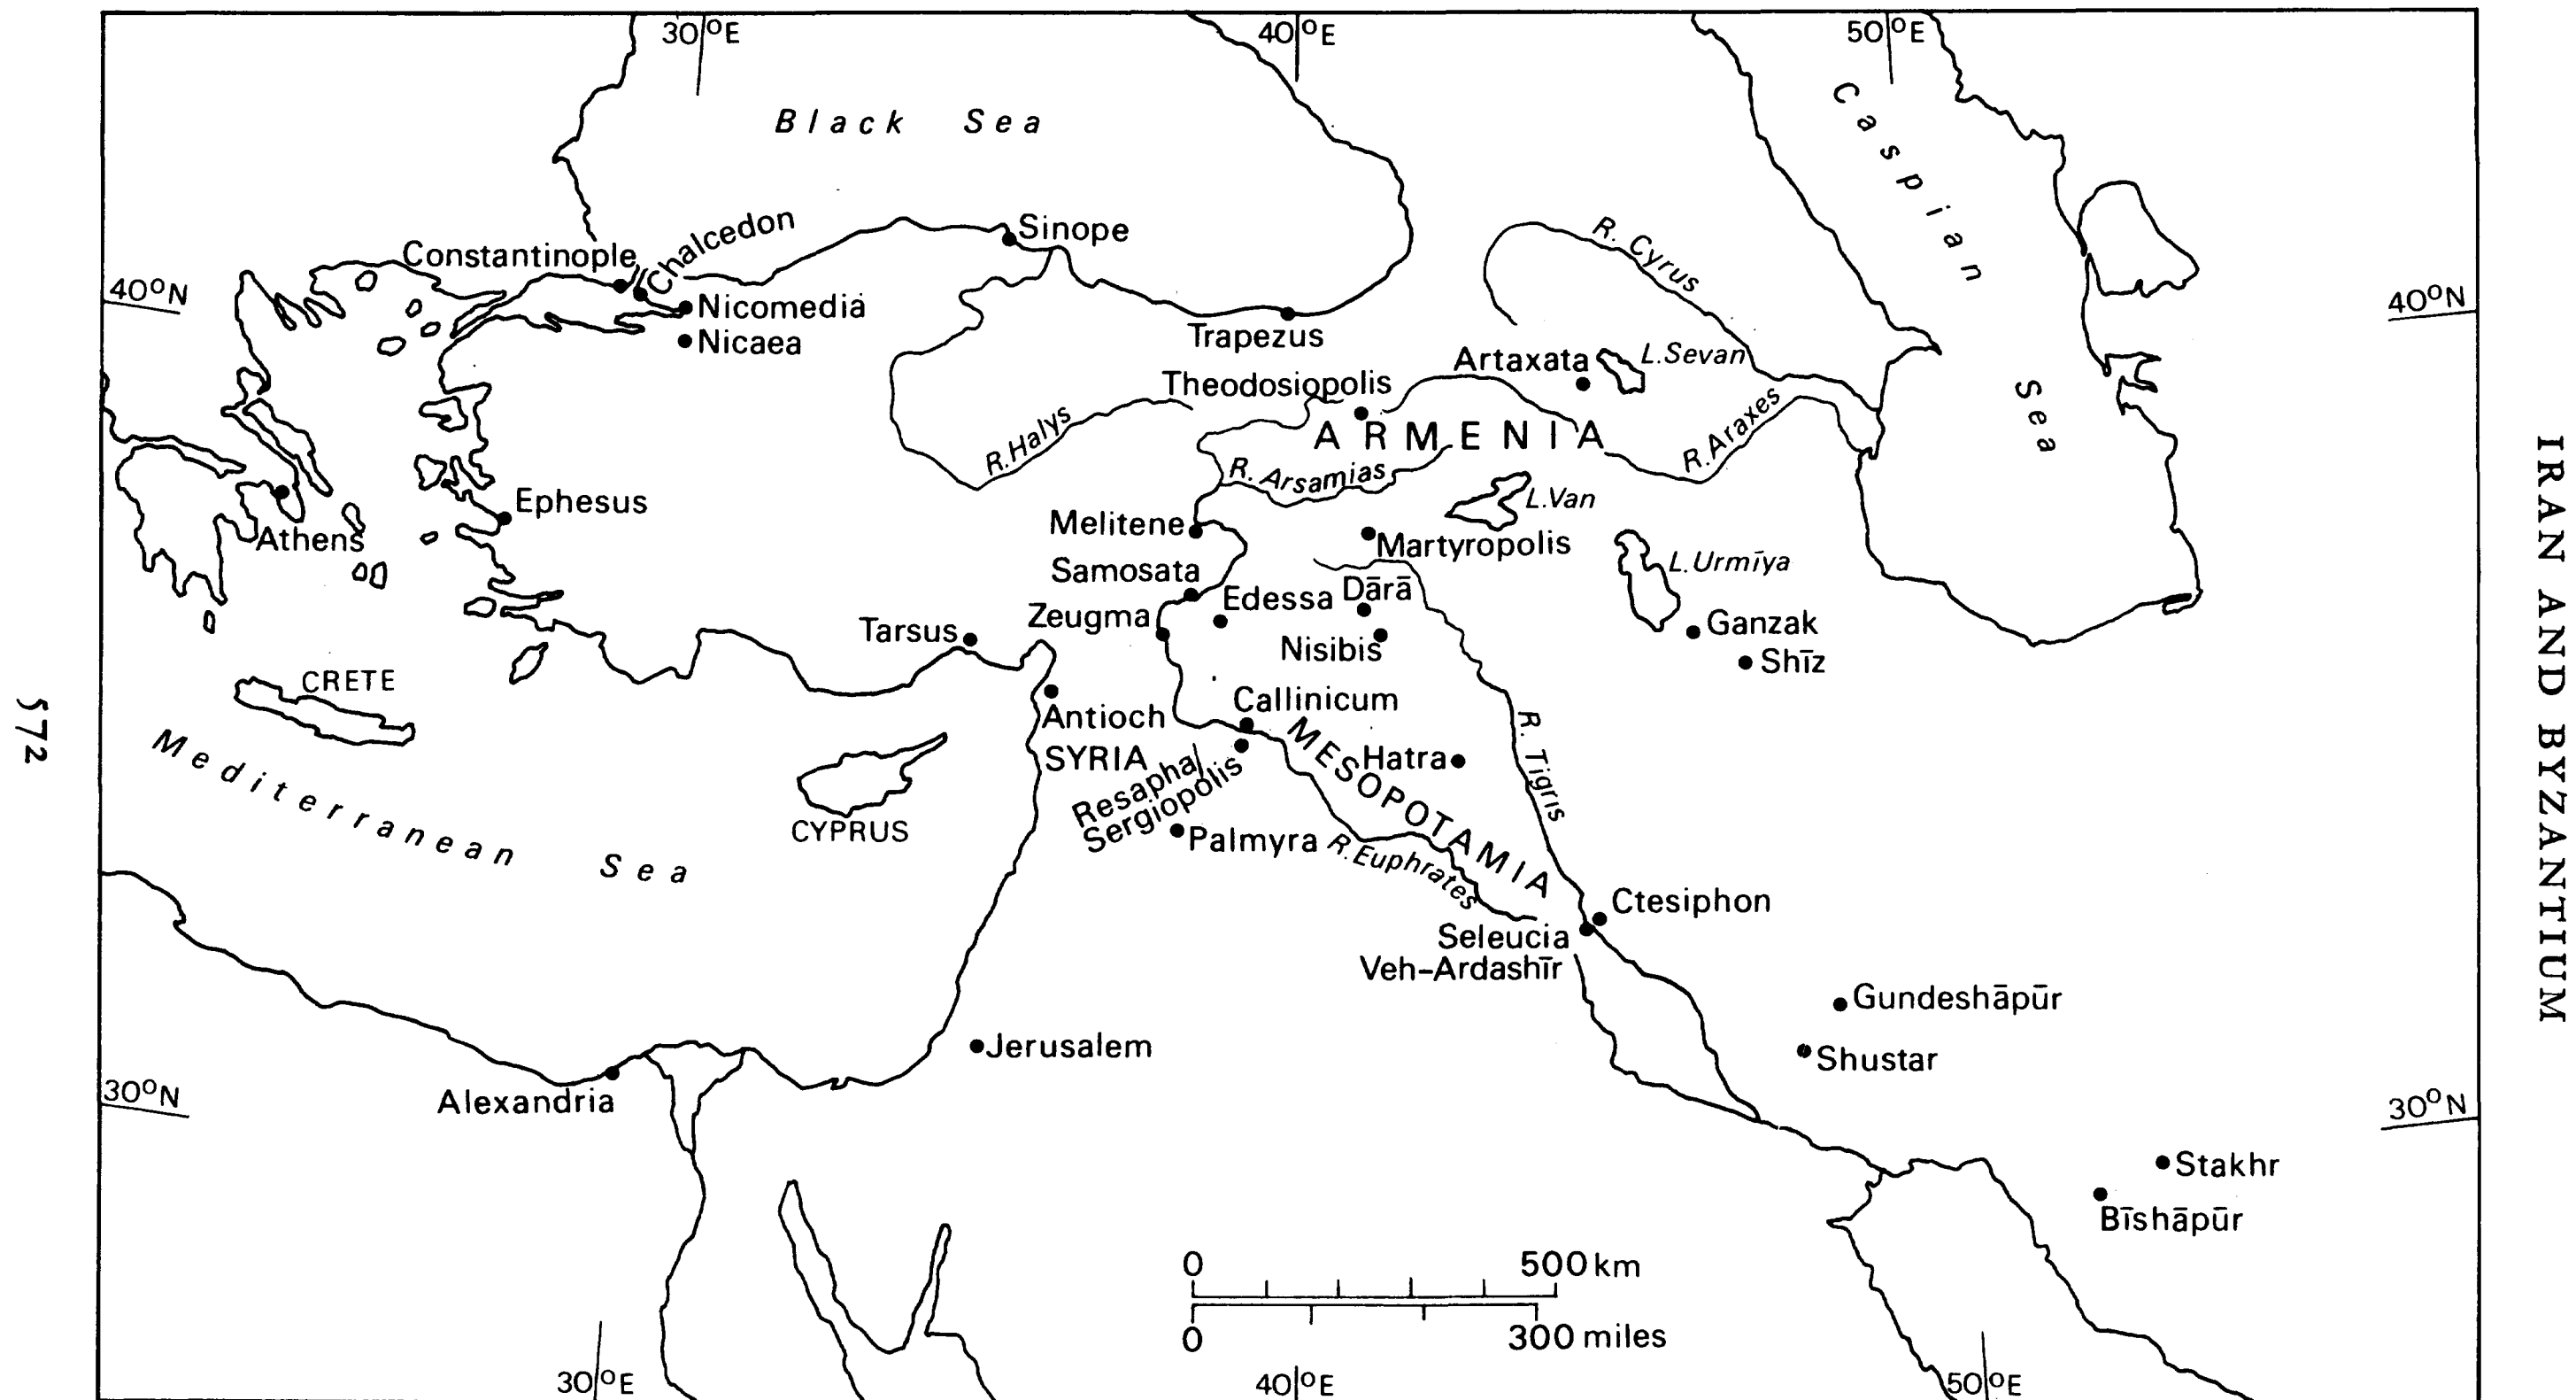 30°E
40°E
50°E
Black Sea
Caspian Sea
Constantinople
Chalcedon
Sinope
R. Cyrus
40°N
40°N
Nicomedia
Nicaea
Trapezus
Artaxata
L.Sevan
Theodosiopolis
ARMENIA
R.Halys
R.Araxes
R. Arsamias
L.Van
Ephesus
Athens
Melitene
Martyropolis
Samosata
L.Urmīya
Edessa
Dārā
Zeugma
Tarsus
Nisibis
Ganzak
Shīz
CRETE
Antioch
Callinicum
SYRIA
MESOPOTAMIA
Hatra
R. Tigris
Resapha/
Sergiopolis
Mediterranean Sea
CYPRUS
Palmyra
R.Euphrates
Ctesiphon
Seleucia
Veh-Ardashīr
Gundeshāpūr
Jerusalem
Shustar
Alexandria
30°N
30°N
Stakhr
Bīshāpūr
0 500 km
0 300 miles
30°E
40°E
50°E
572
IRAN AND BYZANTIUM